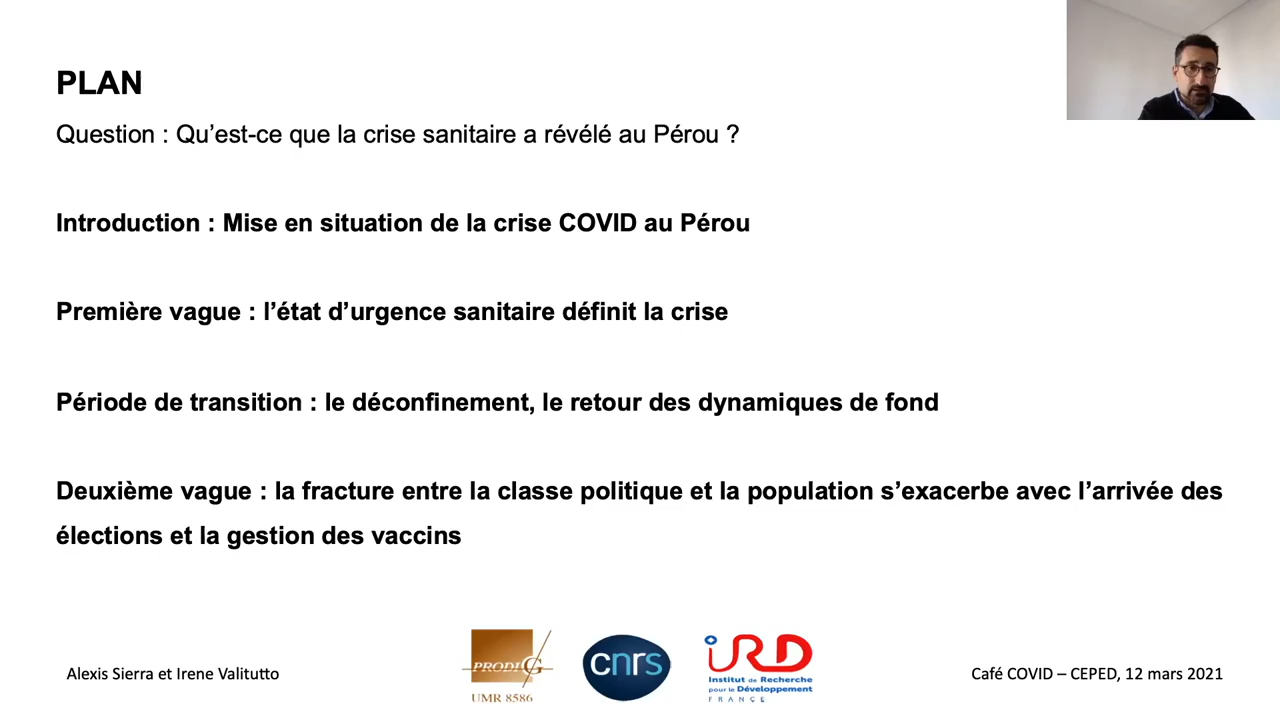 PLAN
Question : Qu’est-ce que la crise sanitaire a révélé au Pérou ?
Introduction : Mise en situation de la crise COVID au Pérou
Première vague : l’état d’urgence sanitaire définit la crise
Période de transition : le déconfinement, le retour des dynamiques de fond
Deuxième vague : la fracture entre la classe politique et la population s’exacerbe avec l’arrivée des
élections et la gestion des vaccins
Alexis Sierra et Irene Valitutto
PRODIG
UMR 8586
cnrs
IRD
Institut de Recherche
pour le Développement
FRANCE
Café COVID – CEPED, 12 mars 2021